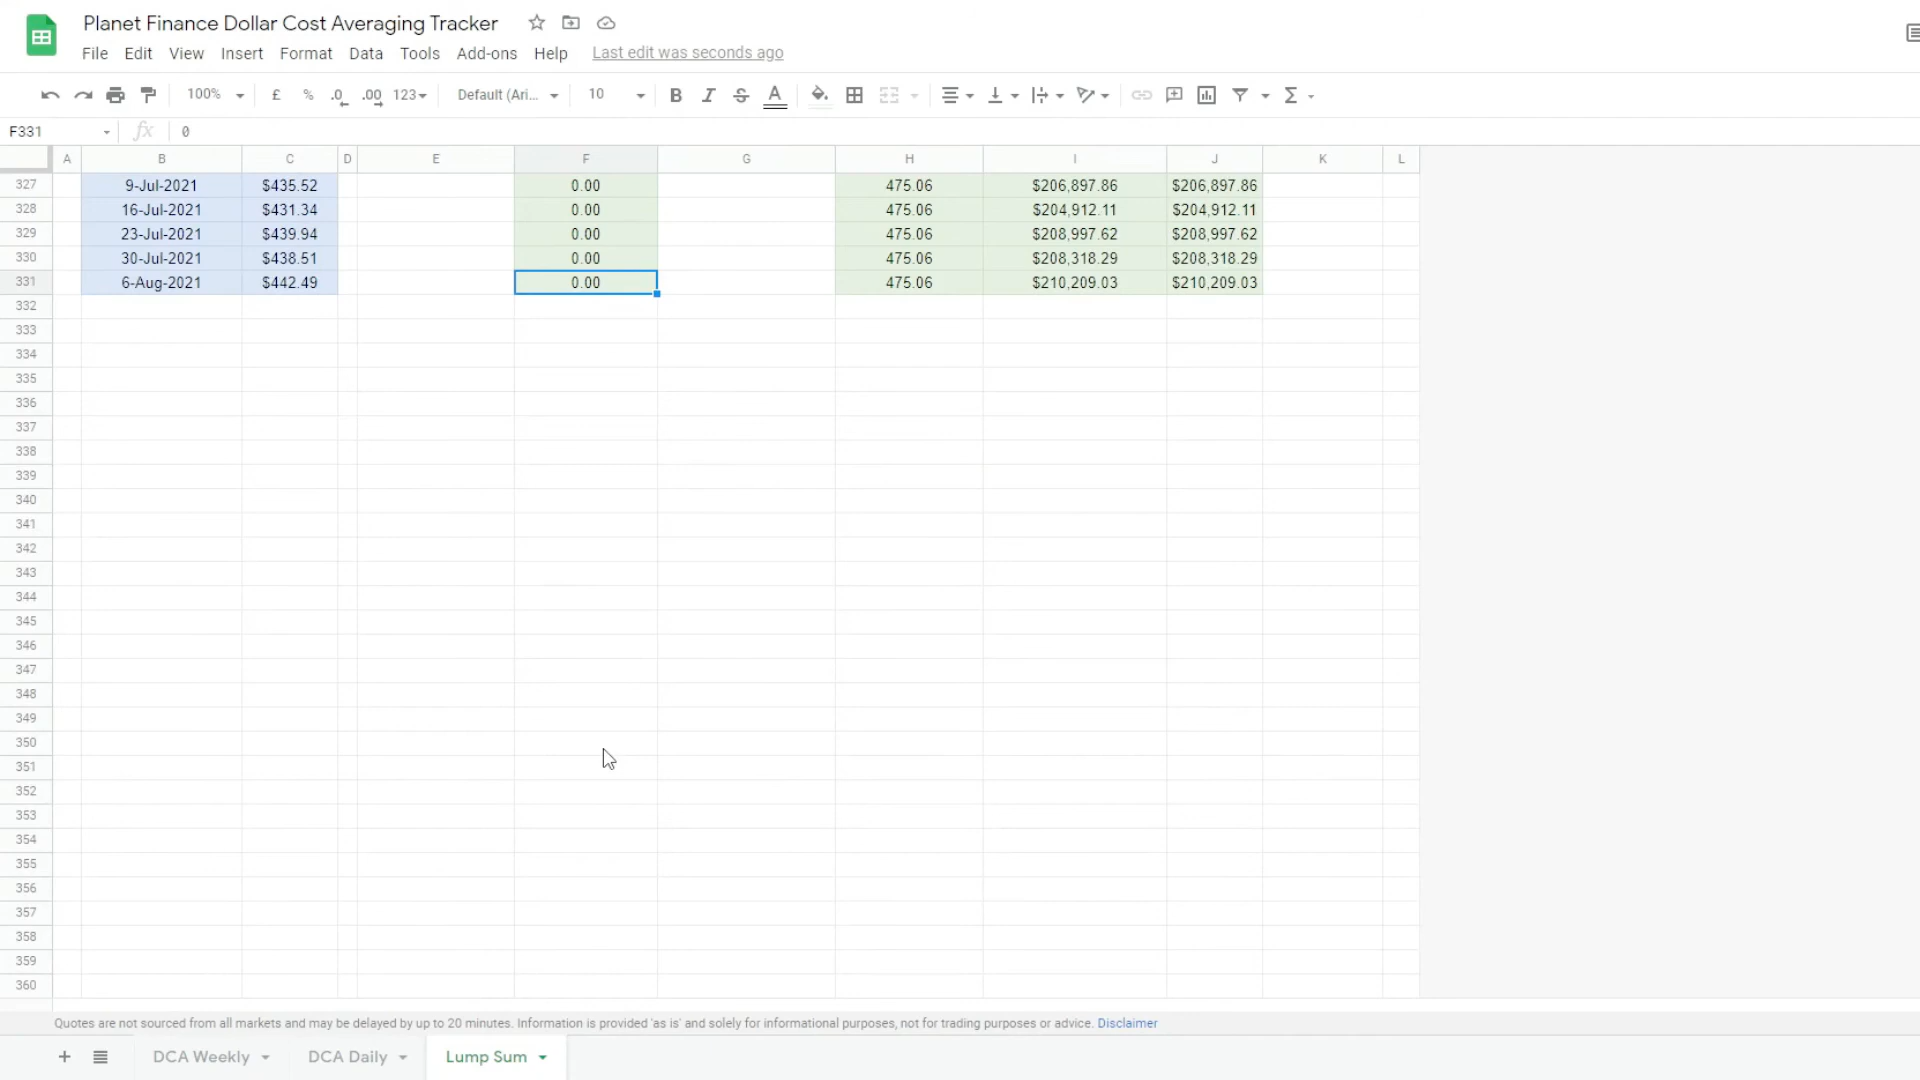 Planet Finance Dollar Cost Averaging Tracker
File Edit View Insert Format Data Tools Add-ons Help Last edit was seconds ago
100% £ % .0 .00 123 Default (Ari... 10 B I S A Σ
F331 fx 0
A B C D E F G H I J K L
327 9-Jul-2021 $435.52 0.00 475.06 $206,897.86 $206,897.86
328 16-Jul-2021 $431.34 0.00 475.06 $204,912.11 $204,912.11
329 23-Jul-2021 $439.94 0.00 475.06 $208,997.62 $208,997.62
330 30-Jul-2021 $438.51 0.00 475.06 $208,318.29 $208,318.29
331 6-Aug-2021 $442.49 0.00 475.06 $210,209.03 $210,209.03
332
333
334
335
336
337
338
339
340
341
342
343
344
345
346
347
348
349
350
351
352
353
354
355
356
357
358
359
360
Quotes are not sourced from all markets and may be delayed by up to 20 minutes. Information is provided 'as is' and solely for informational purposes, not for trading purposes or advice. Disclaimer
+ DCA Weekly DCA Daily Lump Sum